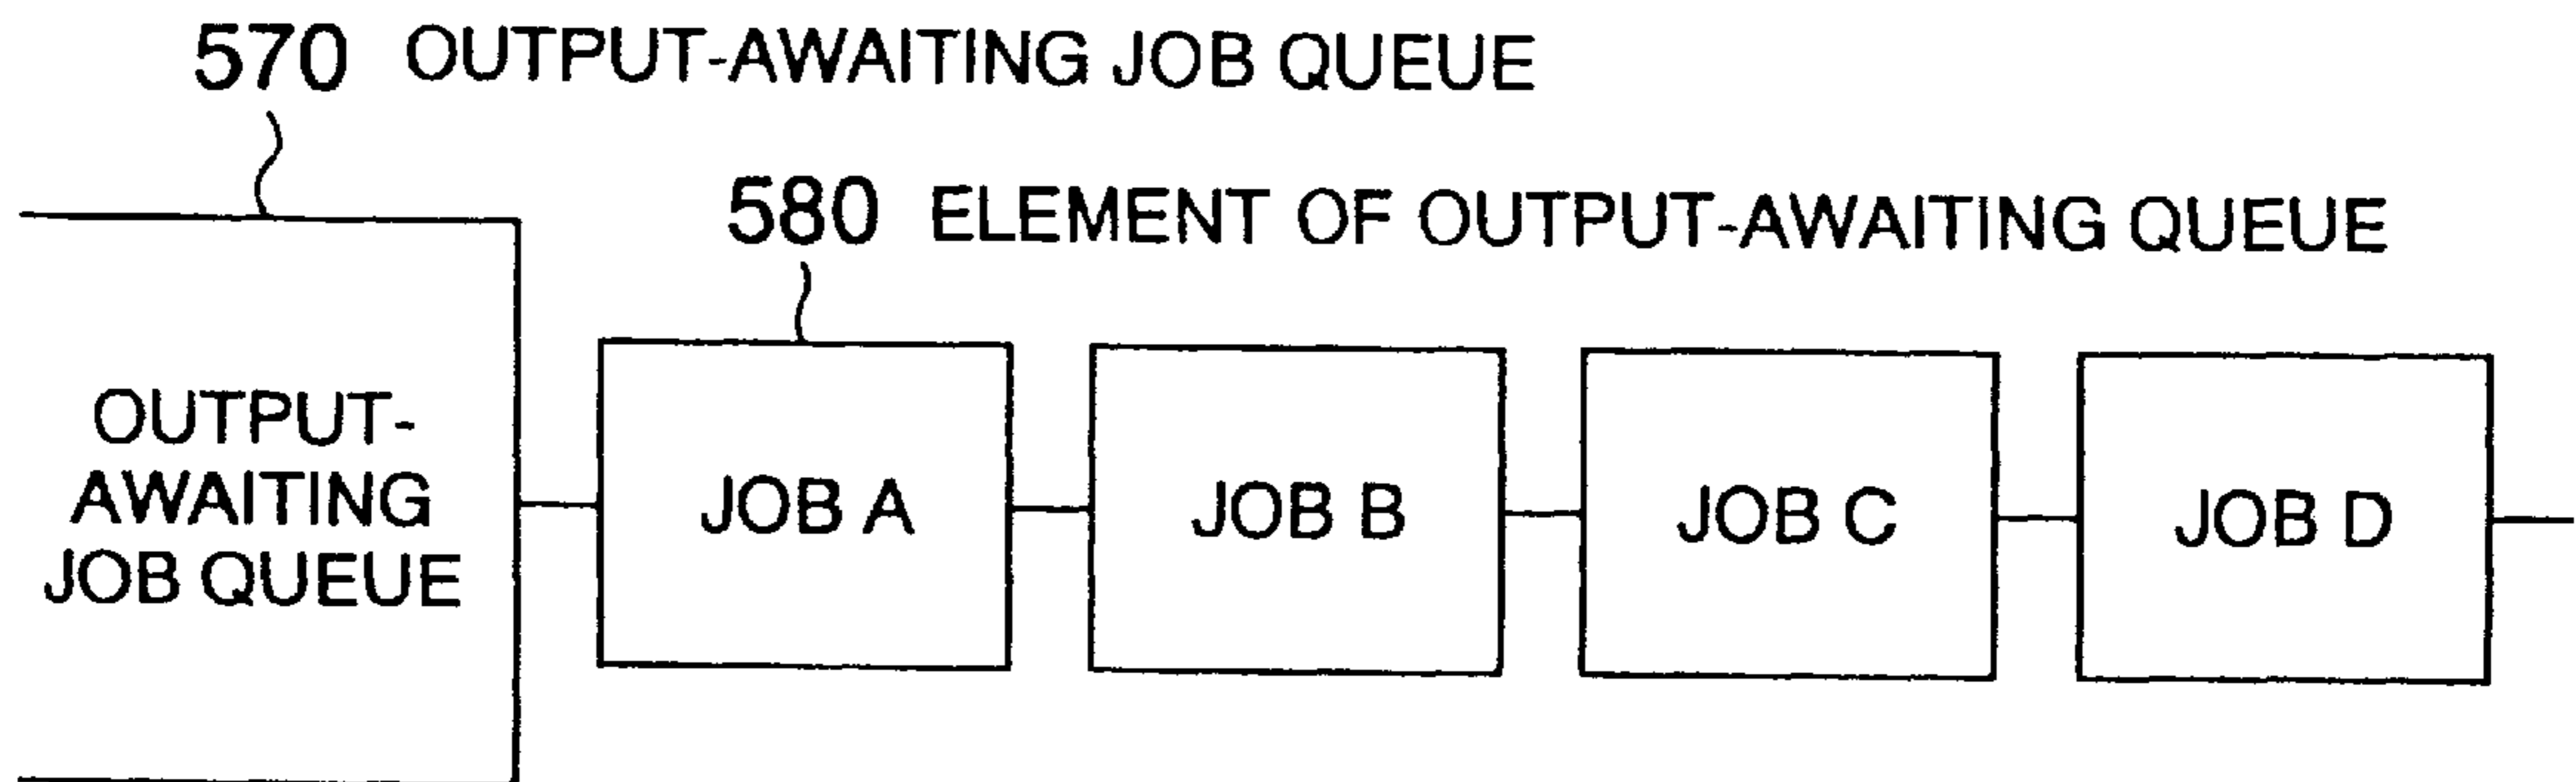 570 OUTPUT-AWAITING JOB QUEUE
580 ELEMENT OF OUTPUT-AWAITING QUEUE
OUTPUT-
AWAITING
JOB QUEUE
JOB A
JOB B
JOB C
JOB D